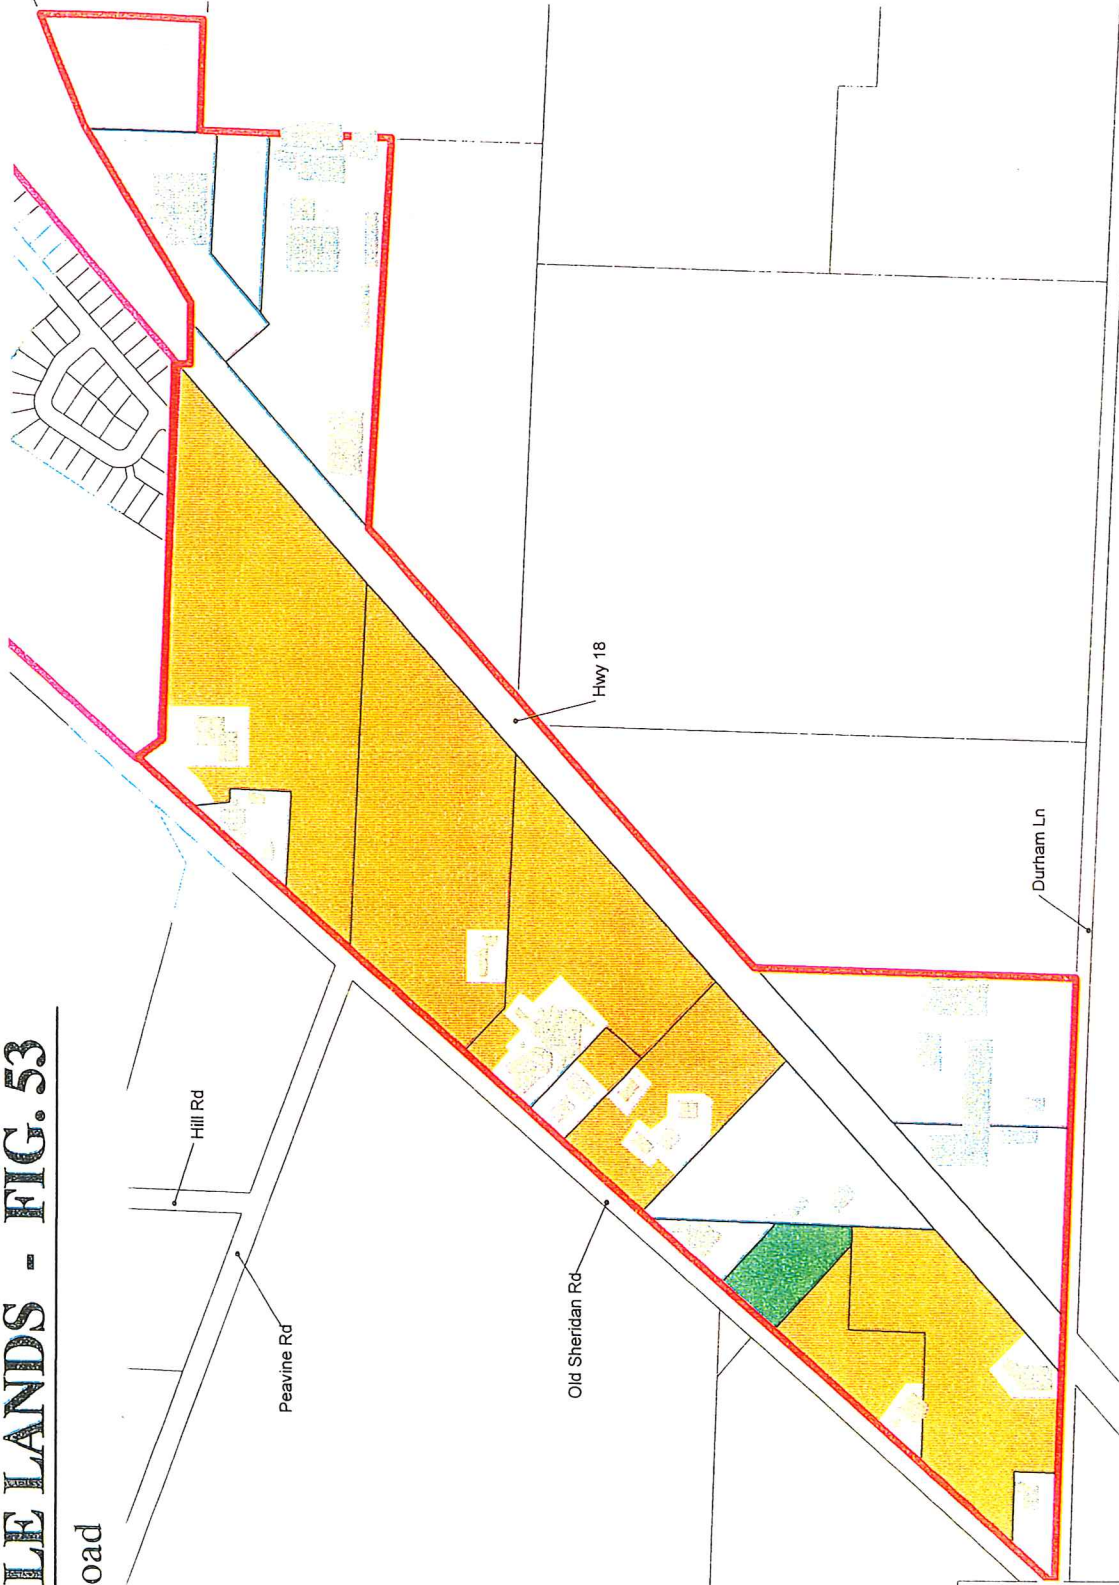 LE LANDS - FIG. 53
oad
Hill Rd
Peavine Rd
Old Sheridan Rd
Hwy 18
Durham Ln